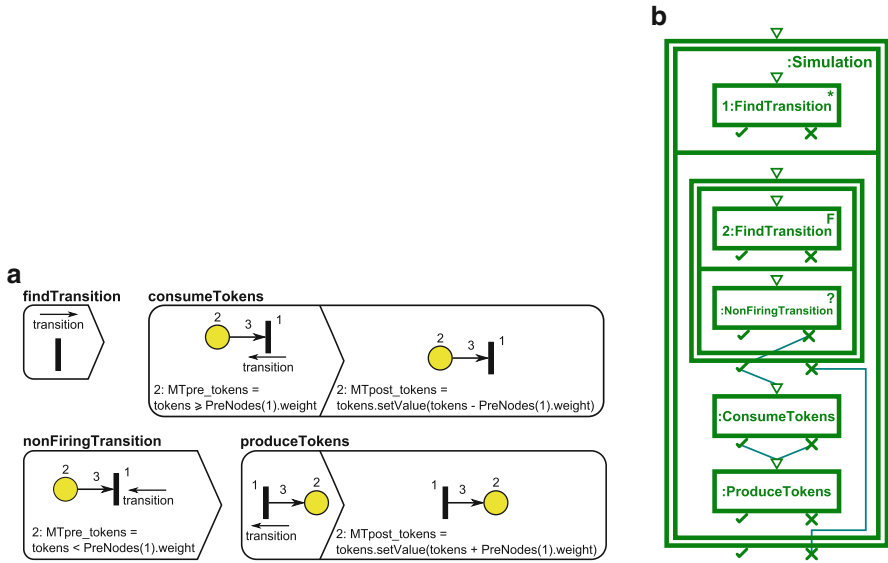 a
findTransition
transition
consumeTokens
2
3
1
transition
2: MTpre_tokens =
tokens ⩾ PreNodes(1).weight
2
3
1
2: MTpost_tokens =
tokens.setValue(tokens - PreNodes(1).weight)
nonFiringTransition
2
3
1
transition
2: MTpre_tokens =
tokens < PreNodes(1).weight
produceTokens
1
3
2
transition
1
3
2
2: MTpost_tokens =
tokens.setValue(tokens + PreNodes(1).weight)
b
:Simulation
1:FindTransition *
2:FindTransition F
:NonFiringTransition ?
:ConsumeTokens
:ProduceTokens